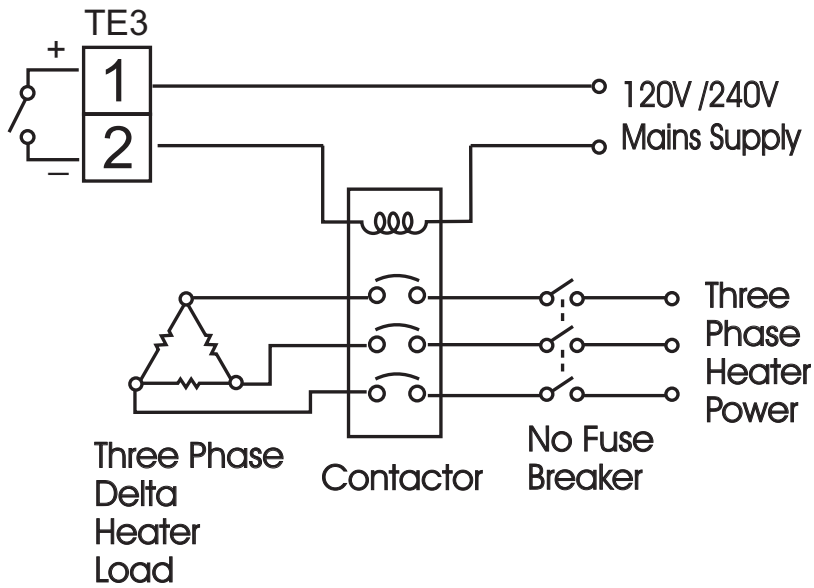 TE3
+
1
2
–
120V /240V
Mains Supply
Three
Phase
Heater
Power
No Fuse
Breaker
Contactor
Three Phase
Delta
Heater
Load